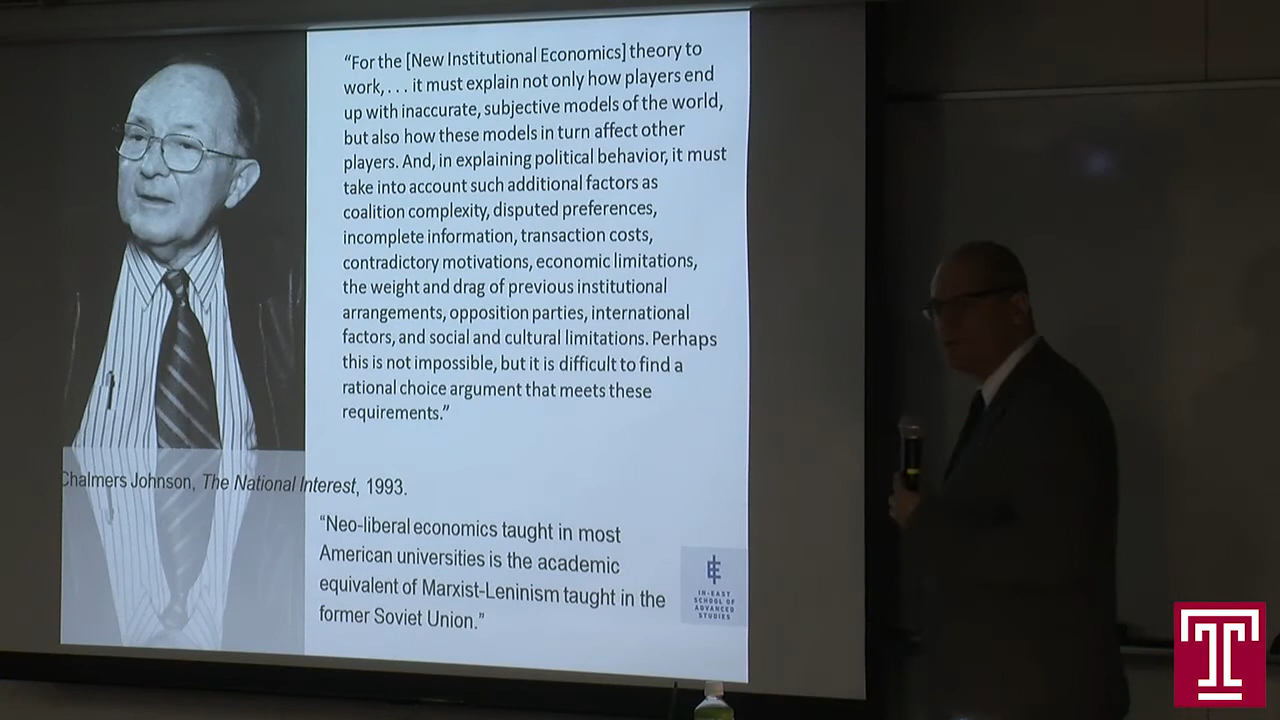 “For the [New Institutional Economics] theory to
work, . . . it must explain not only how players end
up with inaccurate, subjective models of the world,
but also how these models in turn affect other
players. And, in explaining political behavior, it must
take into account such additional factors as
coalition complexity, disputed preferences,
incomplete information, transaction costs,
contradictory motivations, economic limitations,
the weight and drag of previous institutional
arrangements, opposition parties, international
factors, and social and cultural limitations. Perhaps
this is not impossible, but it is difficult to find a
rational choice argument that meets these
requirements.”
Chalmers Johnson, The National Interest, 1993.
“Neo-liberal economics taught in most
American universities is the academic
equivalent of Marxist-Leninism taught in the
former Soviet Union.”
IN-EAST
SCHOOL OF
ADVANCED
STUDIES
T